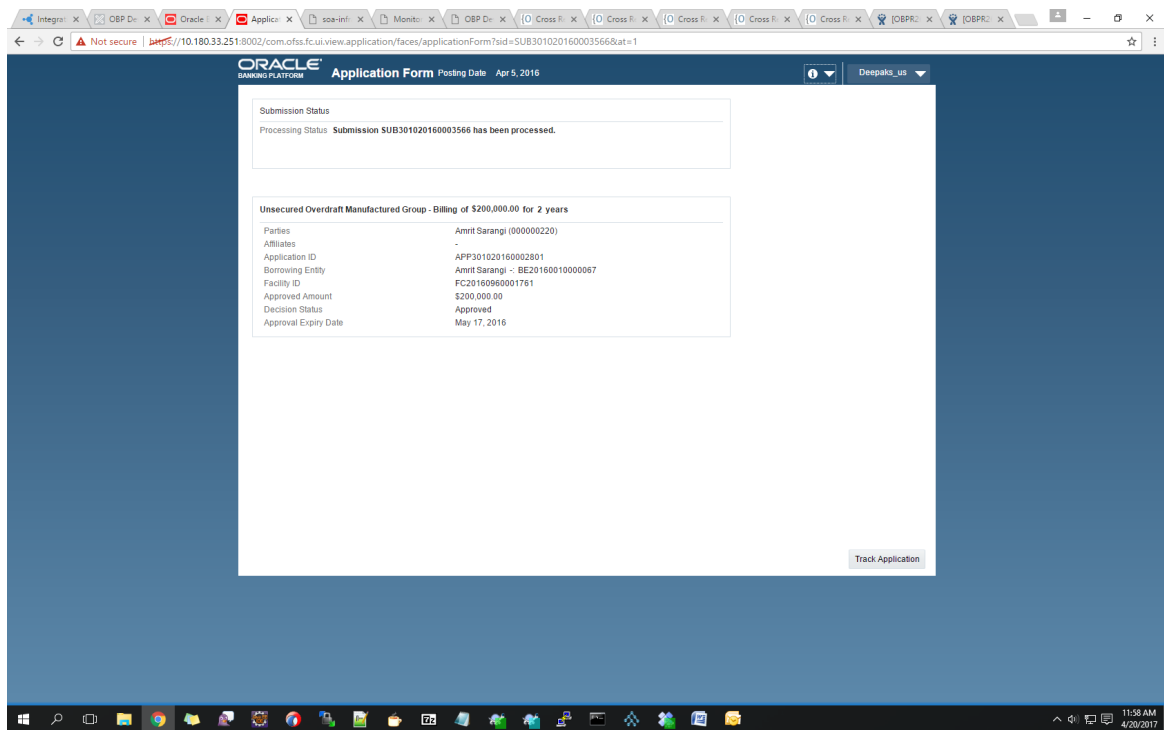 Integrat
OBP De
Oracle
Applicat
soa-infr
Monitor
OBP De
Cross R
Cross R
Cross R
Cross R
Cross R
[OBPR2-
[OBPR2-
Not secure | https://10.180.33.251:8002/com.ofss.fc.ui.view.application/faces/applicationForm?sid=SUB301020160003566&at=1
ORACLE
BANKING PLATFORM
Application Form Posting Date Apr 5, 2016
Deepaks_us
Submission Status
Processing Status Submission SUB301020160003566 has been processed.
Unsecured Overdraft Manufactured Group - Billing of $200,000.00 for 2 years
Parties Amrit Sarangi (000000220)
Affiliates -
Application ID APP301020160002801
Borrowing Entity Amrit Sarangi -: BE20160010000067
Facility ID FC20160960001761
Approved Amount $200,000.00
Decision Status Approved
Approval Expiry Date May 17, 2016
Track Application
11:58 AM
4/20/2017